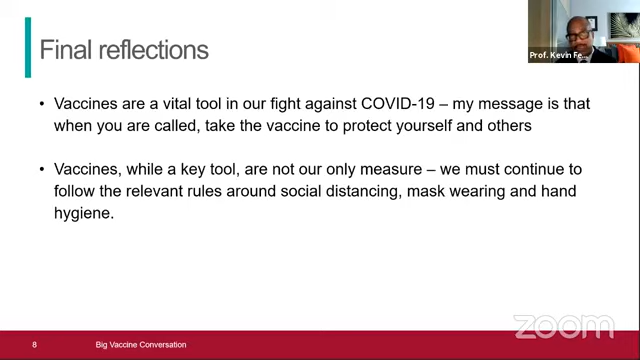 Final reflections
Prof. Kevin Fe...
• Vaccines are a vital tool in our fight against COVID-19 – my message is that
when you are called, take the vaccine to protect yourself and others
• Vaccines, while a key tool, are not our only measure – we must continue to
follow the relevant rules around social distancing, mask wearing and hand
hygiene.
zoom
8 Big Vaccine Conversation